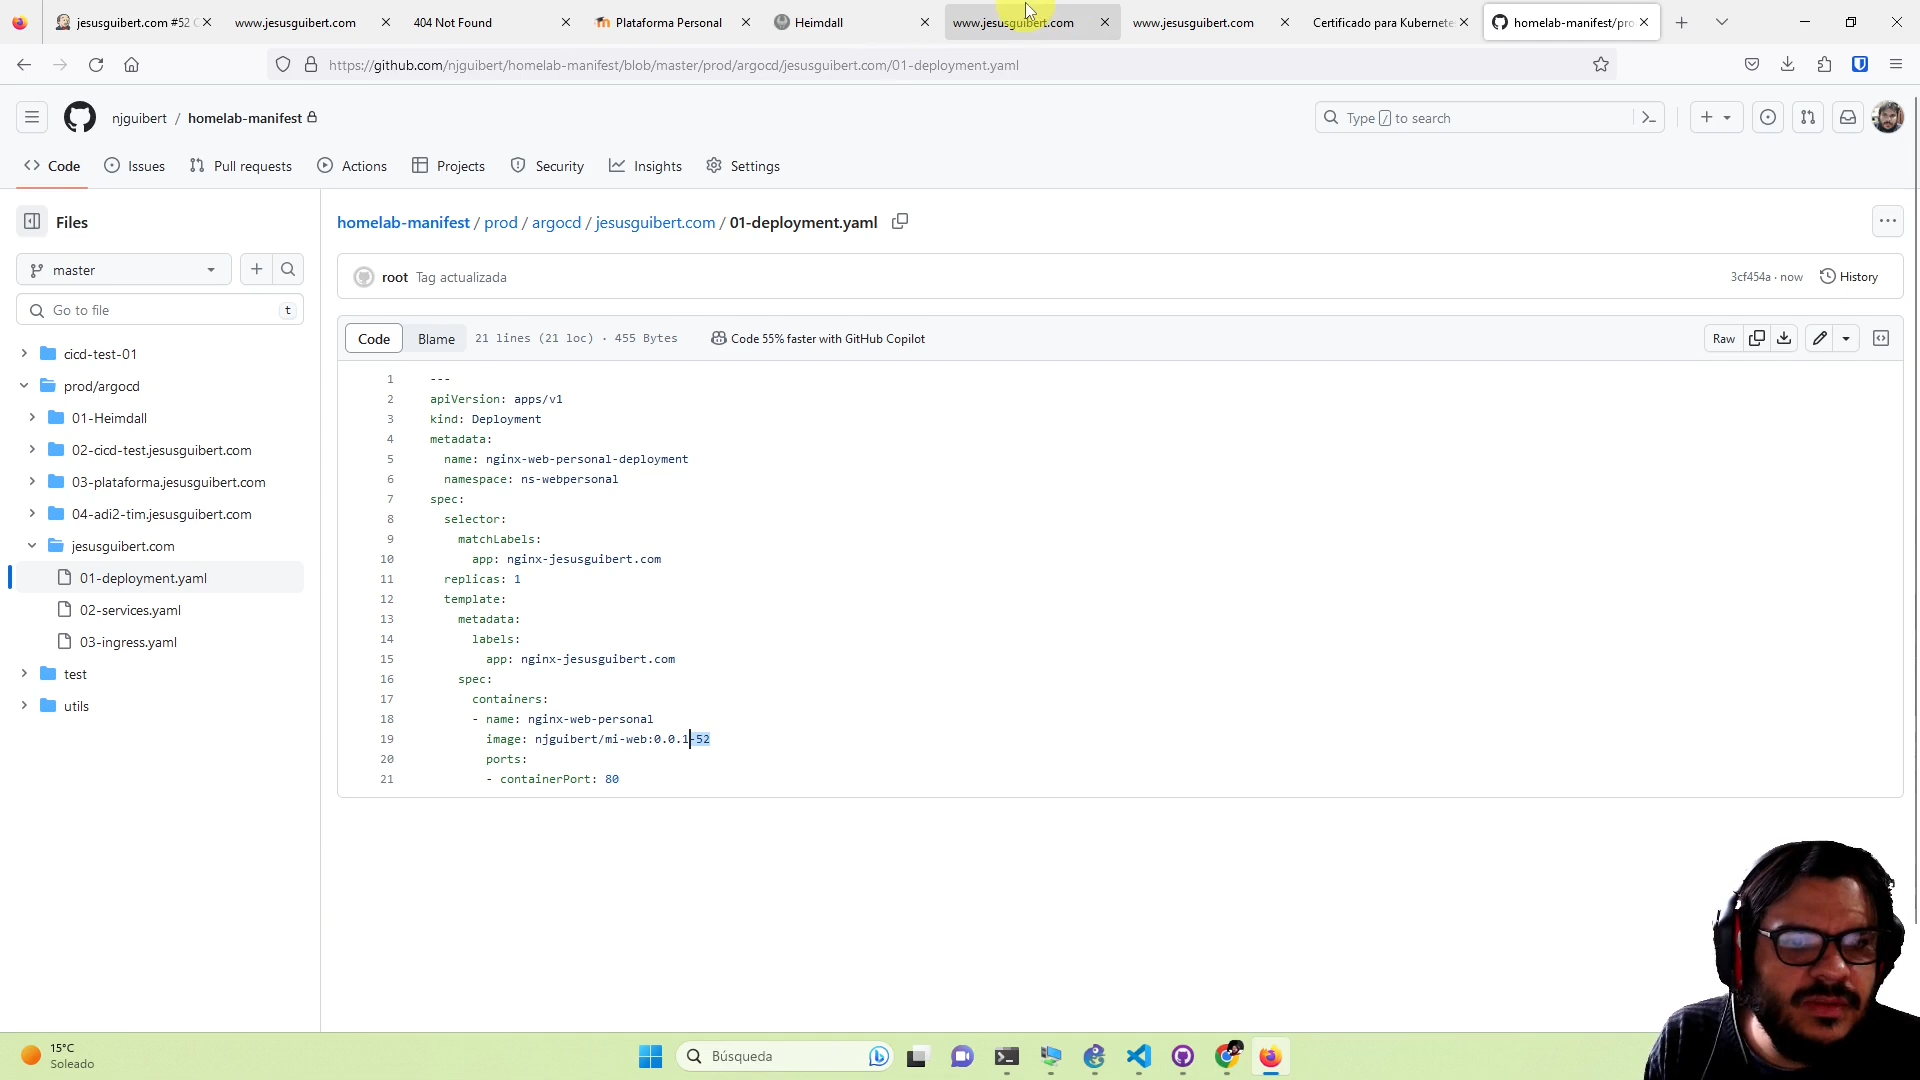 jesusguibert.com #52 C
www.jesusguibert.com
404 Not Found
Plataforma Personal
Heimdall
www.jesusguibert.com
www.jesusguibert.com
Certificado para Kubernete
homelab-manifest/pro
https://github.com/njguibert/homelab-manifest/blob/master/prod/argocd/jesusguibert.com/01-deployment.yaml
njguibert / homelab-manifest
Type / to search
Code
Issues
Pull requests
Actions
Projects
Security
Insights
Settings
Files
master
Go to file
t
cicd-test-01
prod/argocd
01-Heimdall
02-cicd-test.jesusguibert.com
03-plataforma.jesusguibert.com
04-adi2-tim.jesusguibert.com
jesusguibert.com
01-deployment.yaml
02-services.yaml
03-ingress.yaml
test
utils
homelab-manifest / prod / argocd / jesusguibert.com / 01-deployment.yaml
root Tag actualizada
3cf454a · now
History
Code
Blame
21 lines (21 loc) · 455 Bytes
Code 55% faster with GitHub Copilot
Raw
1 ---
2 apiVersion: apps/v1
3 kind: Deployment
4 metadata:
5 name: nginx-web-personal-deployment
6 namespace: ns-webpersonal
7 spec:
8 selector:
9 matchLabels:
10 app: nginx-jesusguibert.com
11 replicas: 1
12 template:
13 metadata:
14 labels:
15 app: nginx-jesusguibert.com
16 spec:
17 containers:
18 - name: nginx-web-personal
19 image: njguibert/mi-web:0.0.1-52
20 ports:
21 - containerPort: 80
15°C
Soleado
Búsqueda